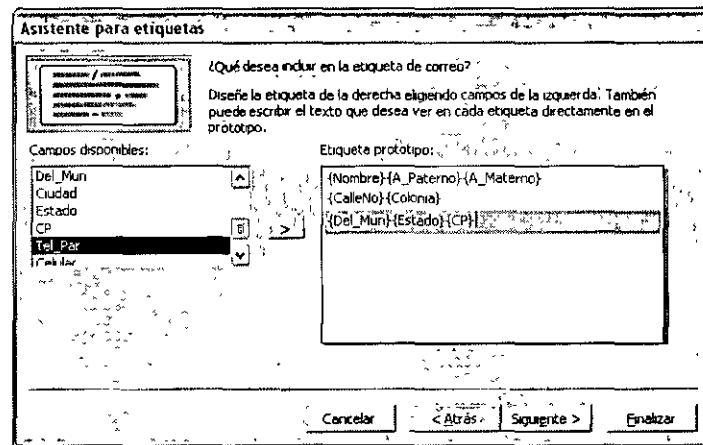 Asistente para etiquetas
¿Qué desea incluir en la etiqueta de correo?
Diseñe la etiqueta de la derecha eligiendo campos de la izquierda. También
puede escribir el texto que desea ver en cada etiqueta directamente en el
prototipo.
Campos disponibles:
Del_Mun
Ciudad
Estado
CP
Tel_Par
Celular
>
Etiqueta prototipo:
{Nombre}{A_Paterno}{A_Materno}
{CalleNo}{Colonia}
{Del_Mun}{Estado}{CP}
Cancelar
< Atrás
Siguiente >
Finalizar